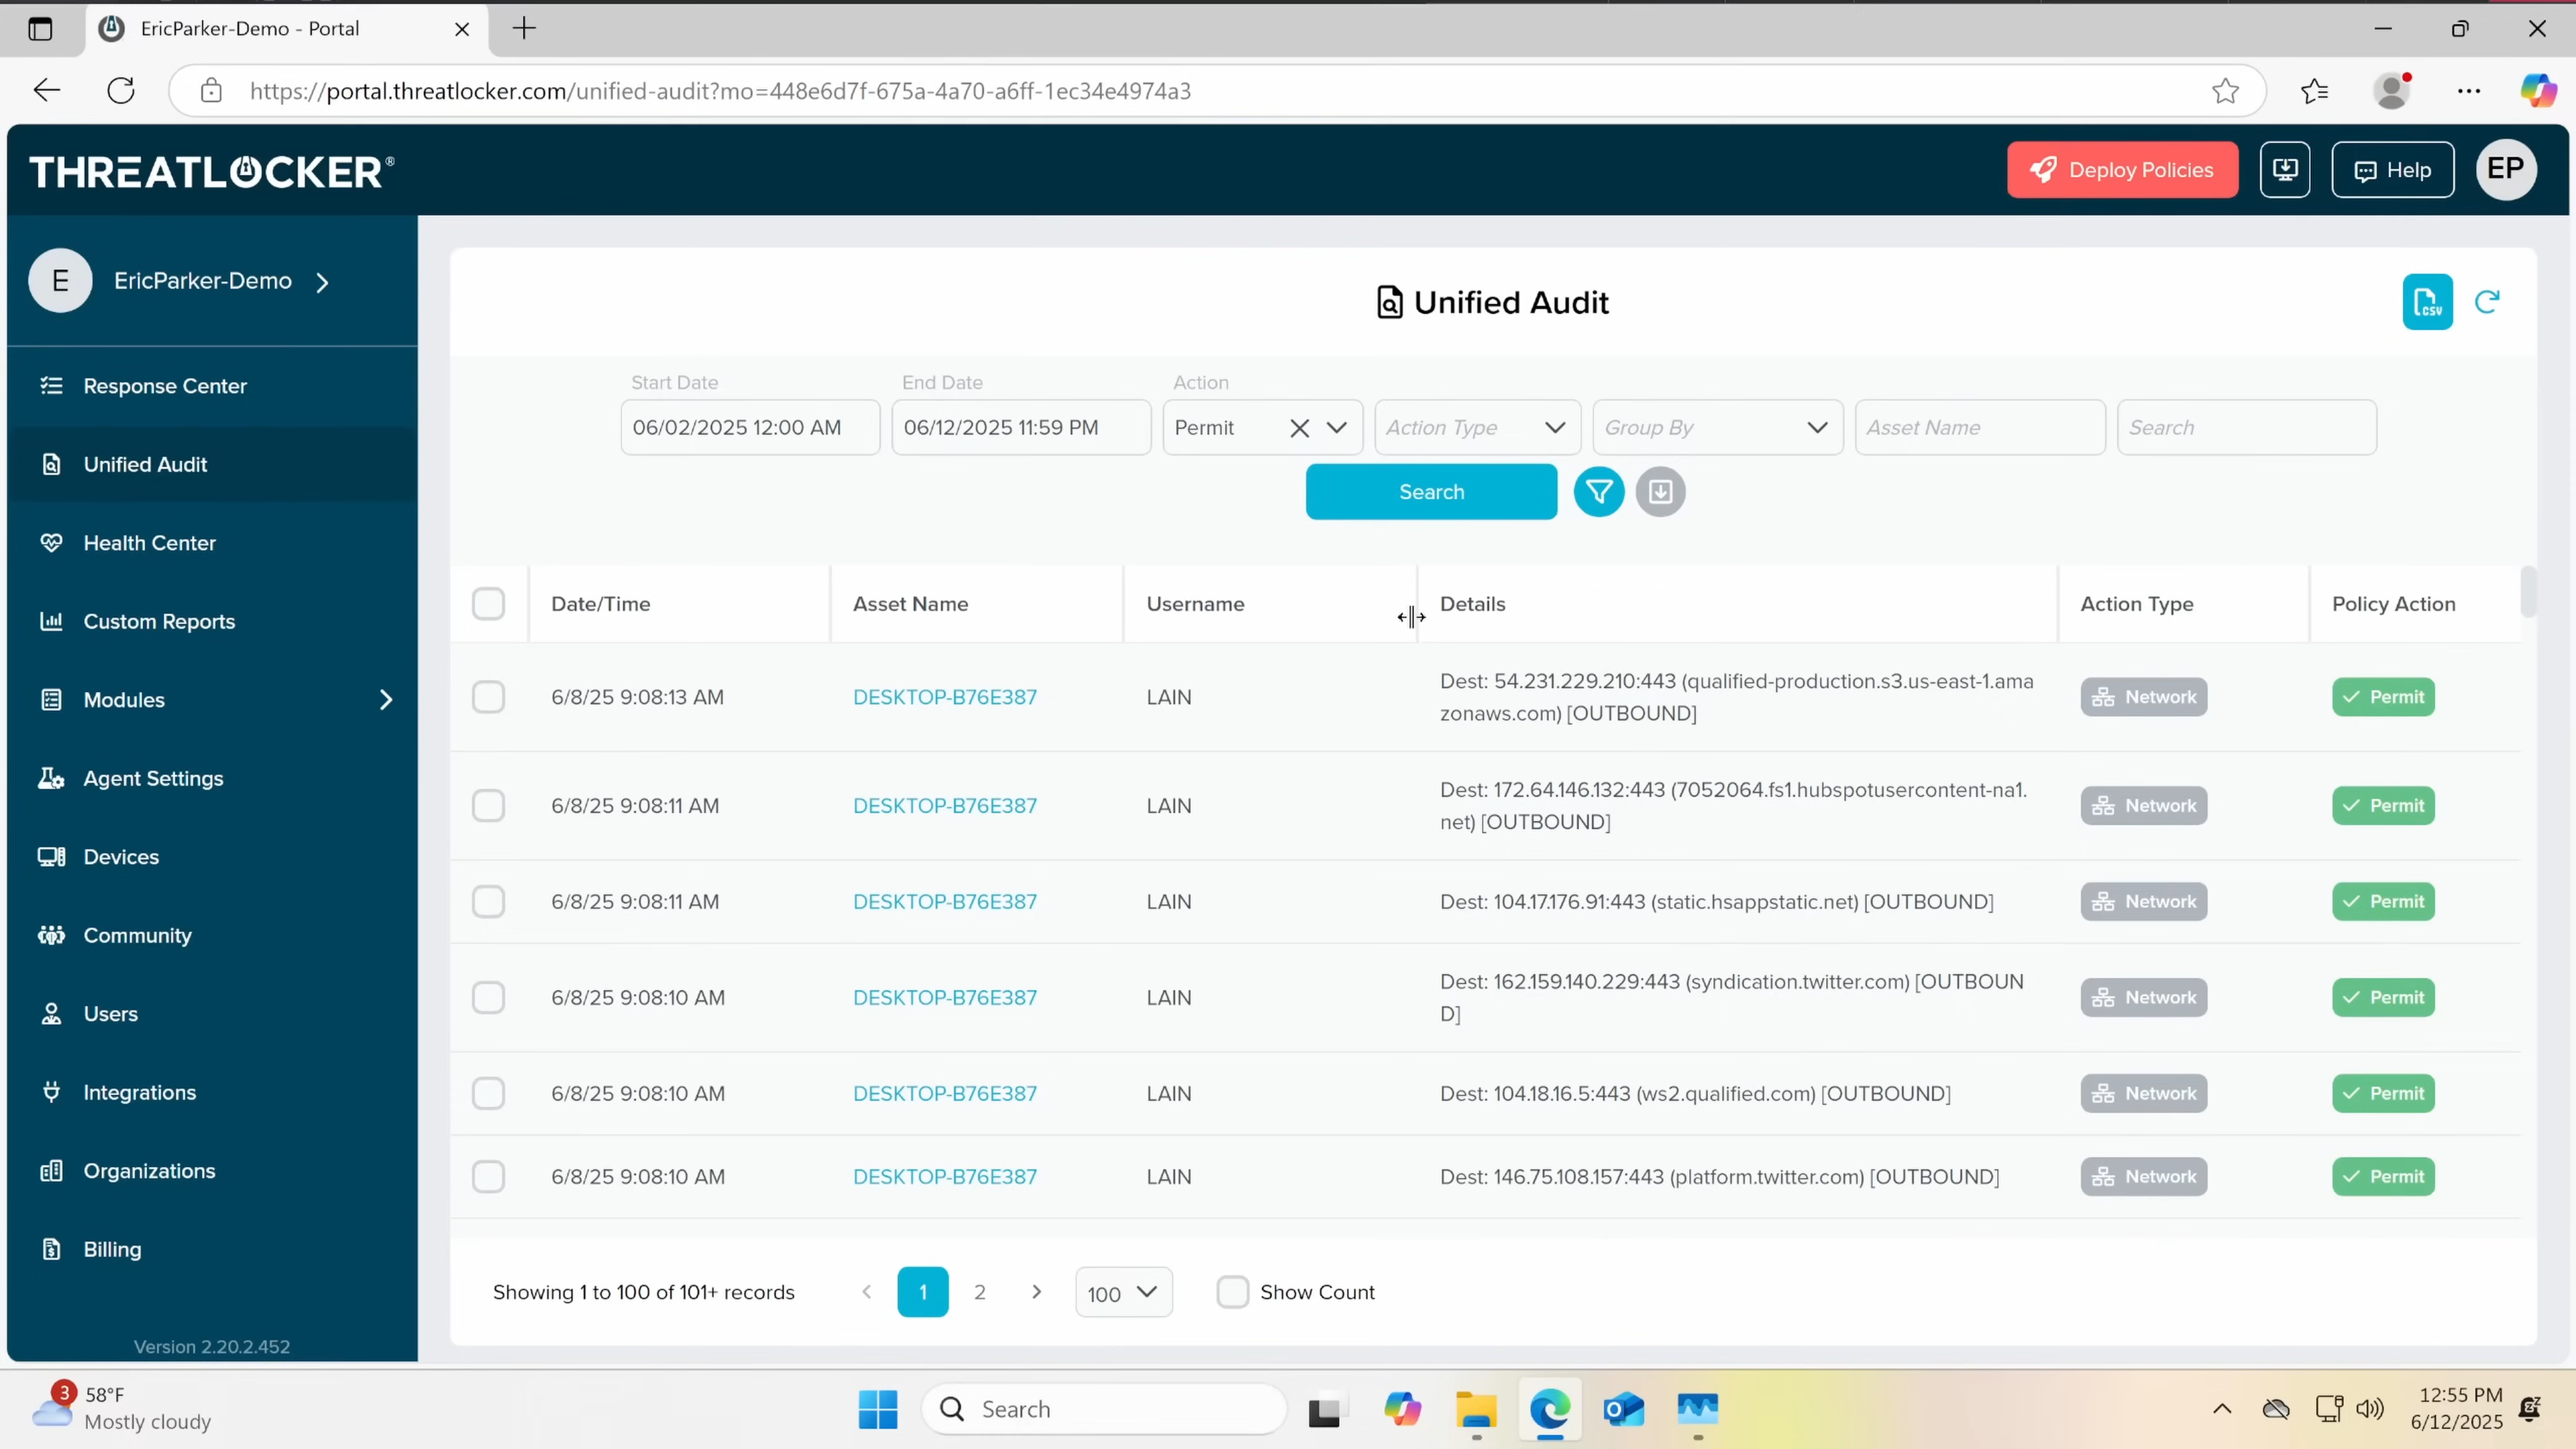 EricParker-Demo - Portal
https://portal.threatlocker.com/unified-audit?mo=448e6d7f-675a-4a70-a6ff-1ec34e4974a3
THREATLOCKER®
Deploy Policies
Help
EP
E
EricParker-Demo
Response Center
Unified Audit
Health Center
Custom Reports
Modules
Agent Settings
Devices
Community
Users
Integrations
Organizations
Billing
Version 2.20.2.452
Unified Audit
CSV
Start Date
End Date
Action
06/02/2025 12:00 AM
06/12/2025 11:59 PM
Permit
Action Type
Group By
Asset Name
Search
Search
Date/Time
Asset Name
Username
Details
Action Type
Policy Action
6/8/25 9:08:13 AM
DESKTOP-B76E387
LAIN
Dest: 54.231.229.210:443 (qualified-production.s3.us-east-1.ama
zonaws.com) [OUTBOUND]
Network
Permit
6/8/25 9:08:11 AM
DESKTOP-B76E387
LAIN
Dest: 172.64.146.132:443 (7052064.fs1.hubspotusercontent-na1.
net) [OUTBOUND]
Network
Permit
6/8/25 9:08:11 AM
DESKTOP-B76E387
LAIN
Dest: 104.17.176.91:443 (static.hsappstatic.net) [OUTBOUND]
Network
Permit
6/8/25 9:08:10 AM
DESKTOP-B76E387
LAIN
Dest: 162.159.140.229:443 (syndication.twitter.com) [OUTBOUN
D]
Network
Permit
6/8/25 9:08:10 AM
DESKTOP-B76E387
LAIN
Dest: 104.18.16.5:443 (ws2.qualified.com) [OUTBOUND]
Network
Permit
6/8/25 9:08:10 AM
DESKTOP-B76E387
LAIN
Dest: 146.75.108.157:443 (platform.twitter.com) [OUTBOUND]
Network
Permit
Showing 1 to 100 of 101+ records
1
2
100
Show Count
3
58°F
Mostly cloudy
Search
12:55 PM
6/12/2025